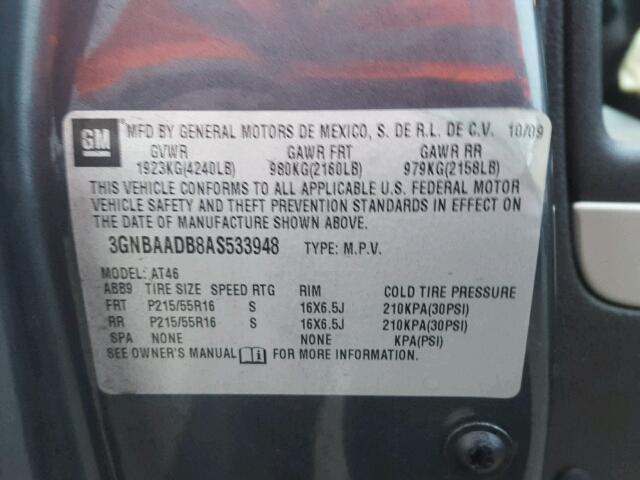 GM MFD BY GENERAL MOTORS DE MEXICO, S. DE R.L. DE C.V. 10/09
GVWR GAWR FRT GAWR RR
1923KG(4240LB) 980KG(2160LB) 979KG(2158LB)
THIS VEHICLE CONFORMS TO ALL APPLICABLE U.S. FEDERAL MOTOR
VEHICLE SAFETY AND THEFT PREVENTION STANDARDS IN EFFECT ON
THE DATE OF MANUFACTURE SHOWN ABOVE.
3GNBAADB8AS533948 TYPE: M.P.V.
MODEL: AT46
ABB9 TIRE SIZE SPEED RTG RIM COLD TIRE PRESSURE
FRT P215/55R16 S 16X6.5J 210KPA(30PSI)
RR P215/55R16 S 16X6.5J 210KPA(30PSI)
SPA NONE NONE KPA(PSI)
SEE OWNER'S MANUAL FOR MORE INFORMATION.